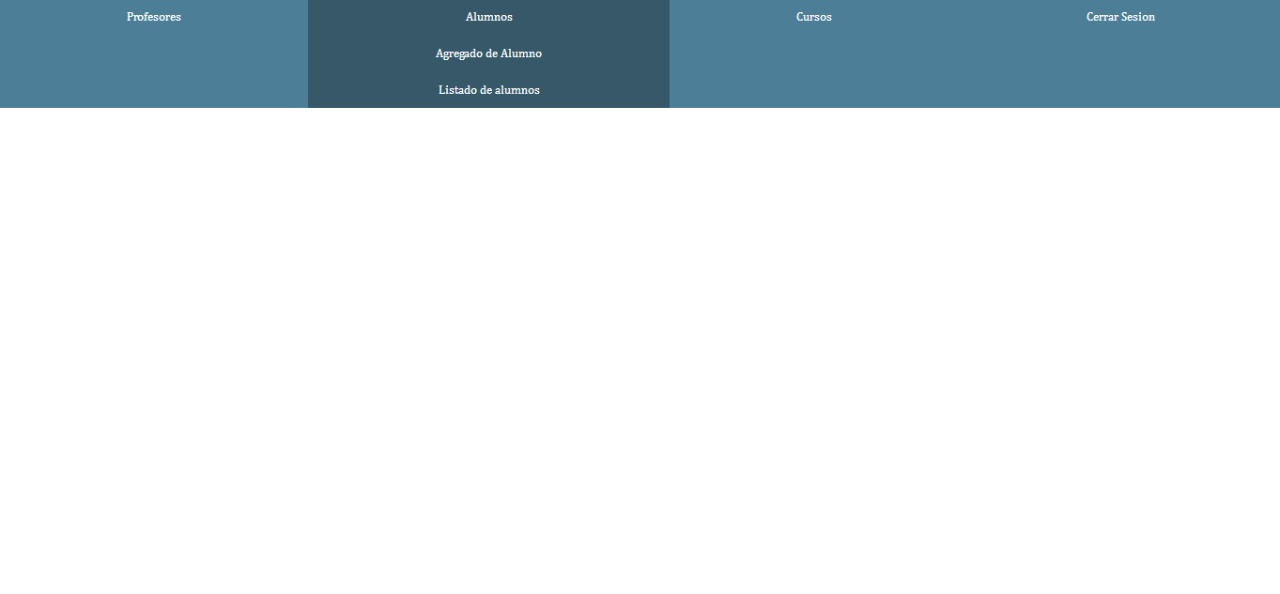 Profesores
Alumnos
Cursos
Cerrar Sesion
Agregado de Alumno
Listado de alumnos